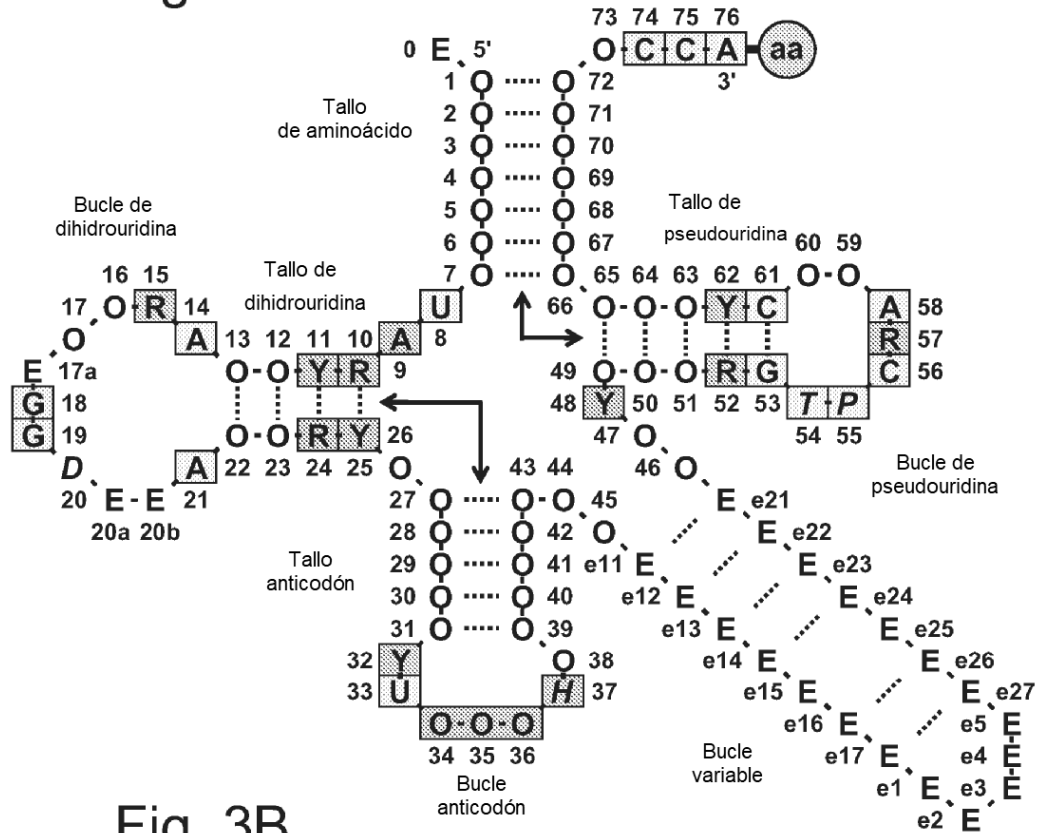 g
73 74 75 76
0 E 5' O C C A aa
3'
1 O O 72
Tallo
de aminoácido
2 O O 71
3 O O 70
4 O O 69
5 O O 68
6 O O 67
7 O O 66
Bucle de
dihidrouridina
Tallo de
dihidrouridina
Tallo de
pseudouridina
16 15 14
17 O R A
O
E 17a
G 18
G 19
D 20
E - E A
20a 20b 21
13 12 11 10
O - O Y R A U
9 8
O - O R Y O
22 23 24 25 26
65 64 63 62 61 60 59
O - O - O Y C O - O
A 58
R 57
C 56
49 O O O R G T P
48 Y 50 51 52 53 54 55
47 O
46 O
Bucle de
pseudouridina
27 O O - O 43 44
28 O O 42 O 45
29 O O 41
30 O O 40
31 O O 39
Tallo
anticodón
32 Y O 38
33 U H 37
O - O - O
34 35 36
Bucle
anticodón
e11 E E e21
e12 E E e22
e13 E E e23
e14 E E e24
e15 E E e25
e16 E E e26
e17 E E e27
e1 E E e5
e2 E E e4
E e3
Bucle
variable
Fig. 3B